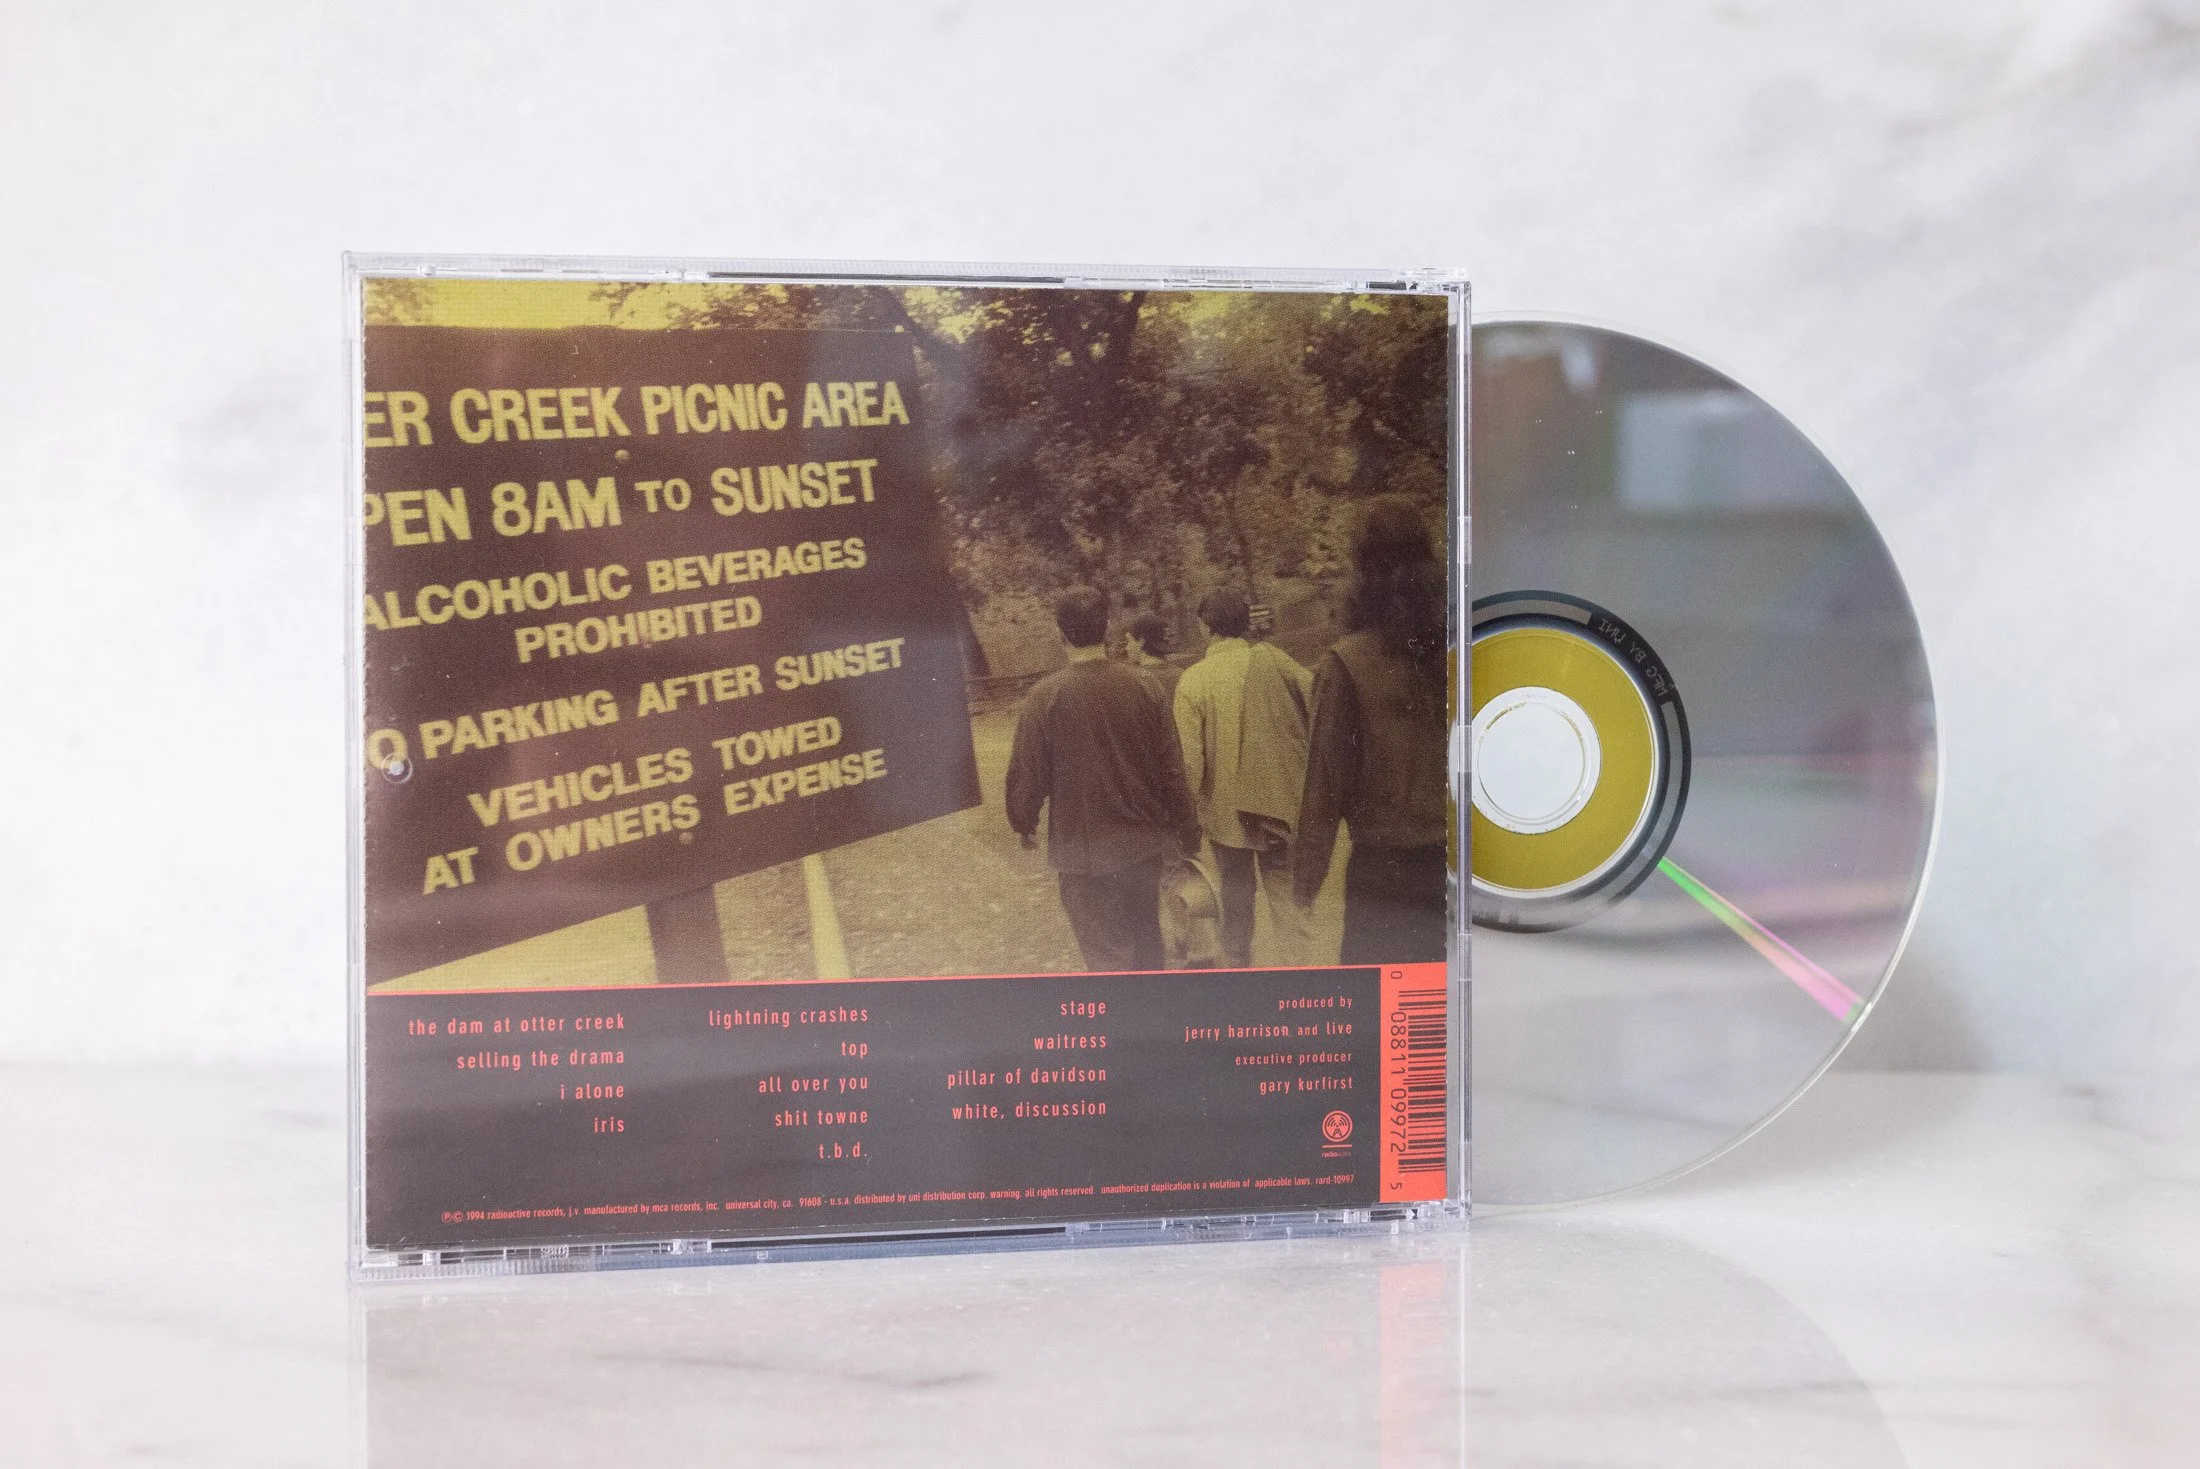 ER CREEK PICNIC AREA
PEN 8AM TO SUNSET
ALCOHOLIC BEVERAGES
PROHIBITED
O PARKING AFTER SUNSET
VEHICLES TOWED
AT OWNERS EXPENSE
the dam at otter creek
selling the drama
i alone
iris
lightning crashes
top
all over you
shit towne
t.b.d.
stage
waitress
pillar of davidson
white, discussion
produced by
jerry harrison and live
executive producer
gary kurfirst
radioactive
℗© 1994 radioactive records, j.v. manufactured by mca records, inc. universal city, ca. 91608 - u.s.a. distributed by uni distribution corp. warning. all rights reserved. unauthorized duplication is a violation of applicable laws. rard-10997
0 08811 09972 5